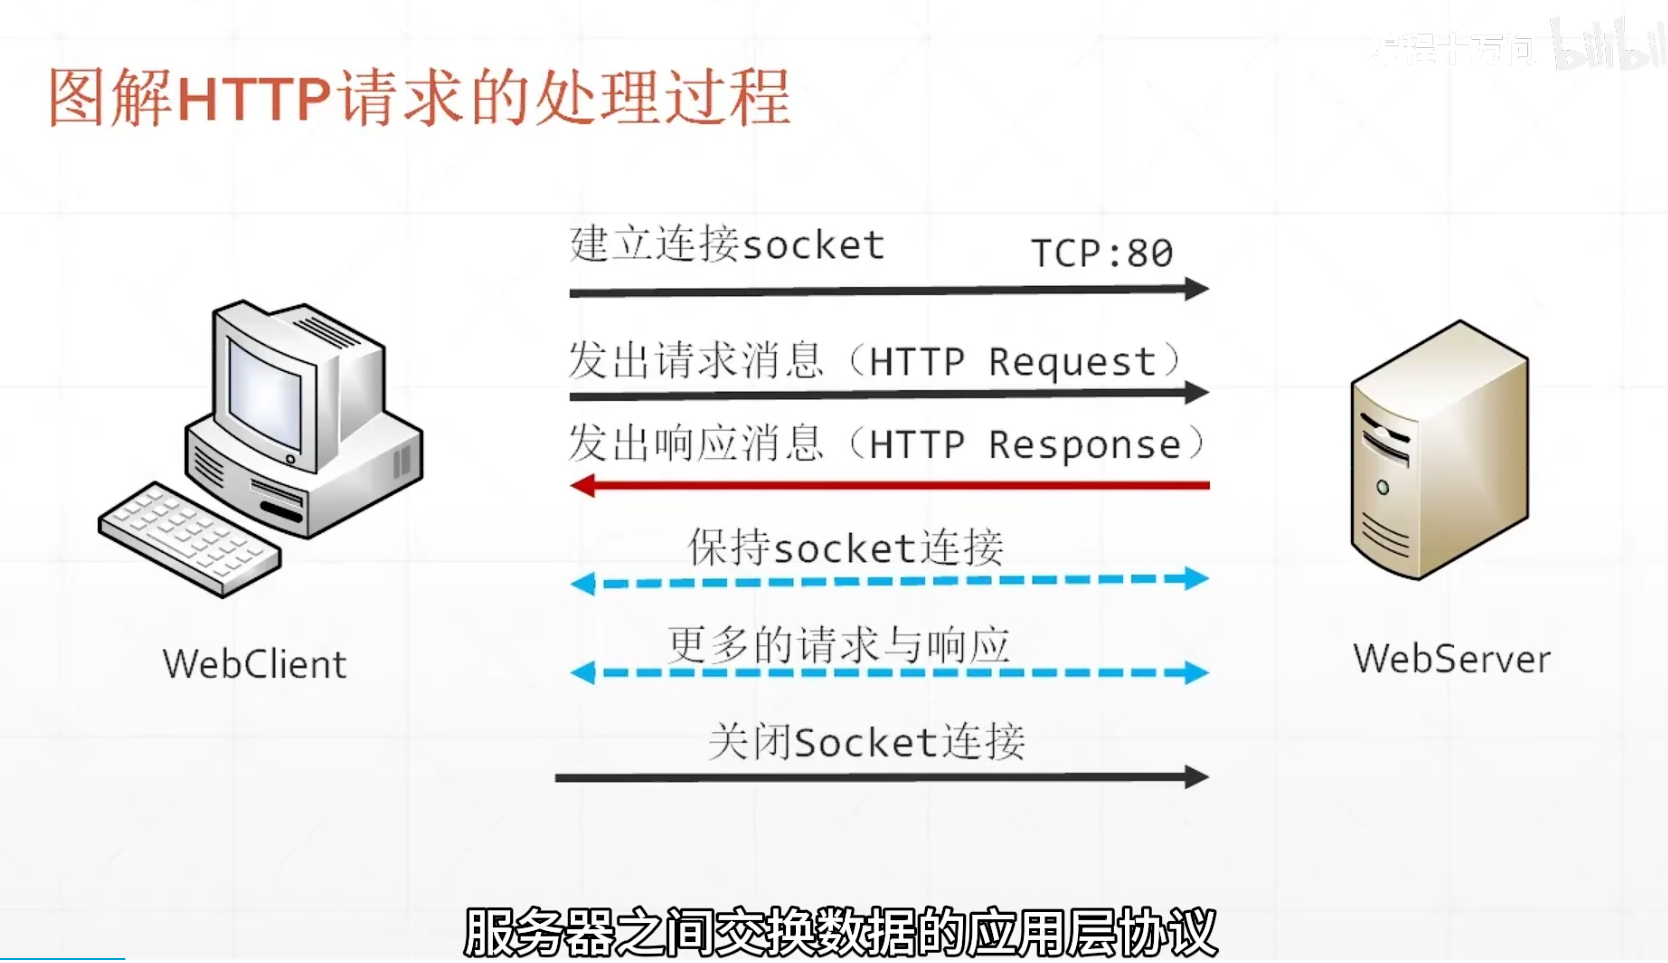 编程十万问 bilibili
图解HTTP请求的处理过程
建立连接socket TCP:80
发出请求消息（HTTP Request）
发出响应消息（HTTP Response）
保持socket连接
更多的请求与响应
关闭Socket连接
WebClient
WebServer
服务器之间交换数据的应用层协议